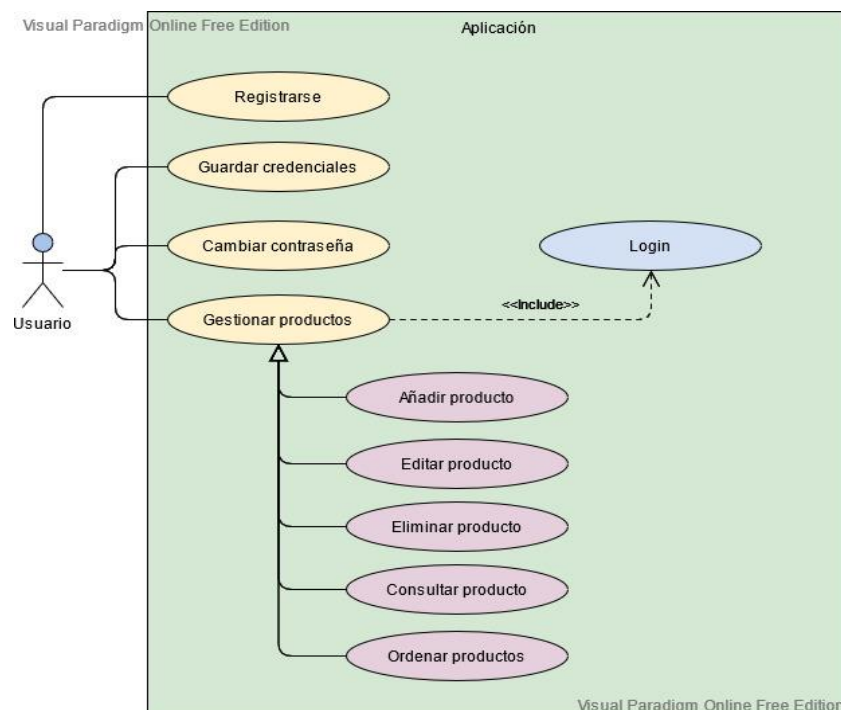 Visual Paradigm Online Free Edition
Aplicación
Registrarse
Guardar credenciales
Cambiar contraseña
Login
<<Include>>
Gestionar productos
Usuario
Añadir producto
Editar producto
Eliminar producto
Consultar producto
Ordenar productos
Visual Paradigm Online Free Edition